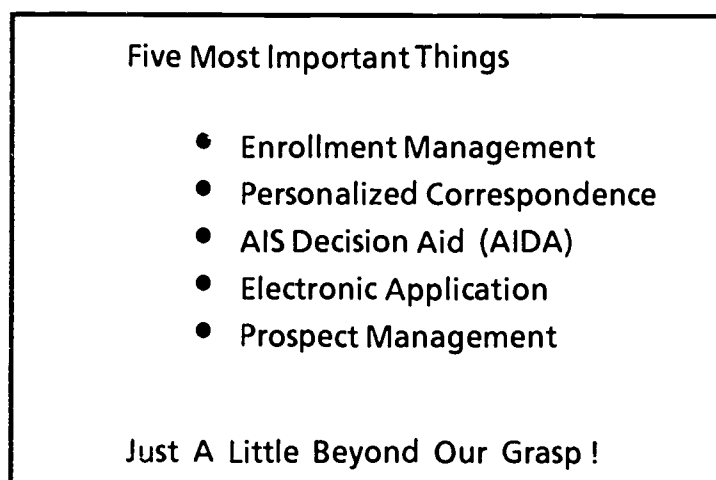 Five Most Important Things
• Enrollment Management
• Personalized Correspondence
• AIS Decision Aid (AIDA)
• Electronic Application
• Prospect Management
Just A Little Beyond Our Grasp !